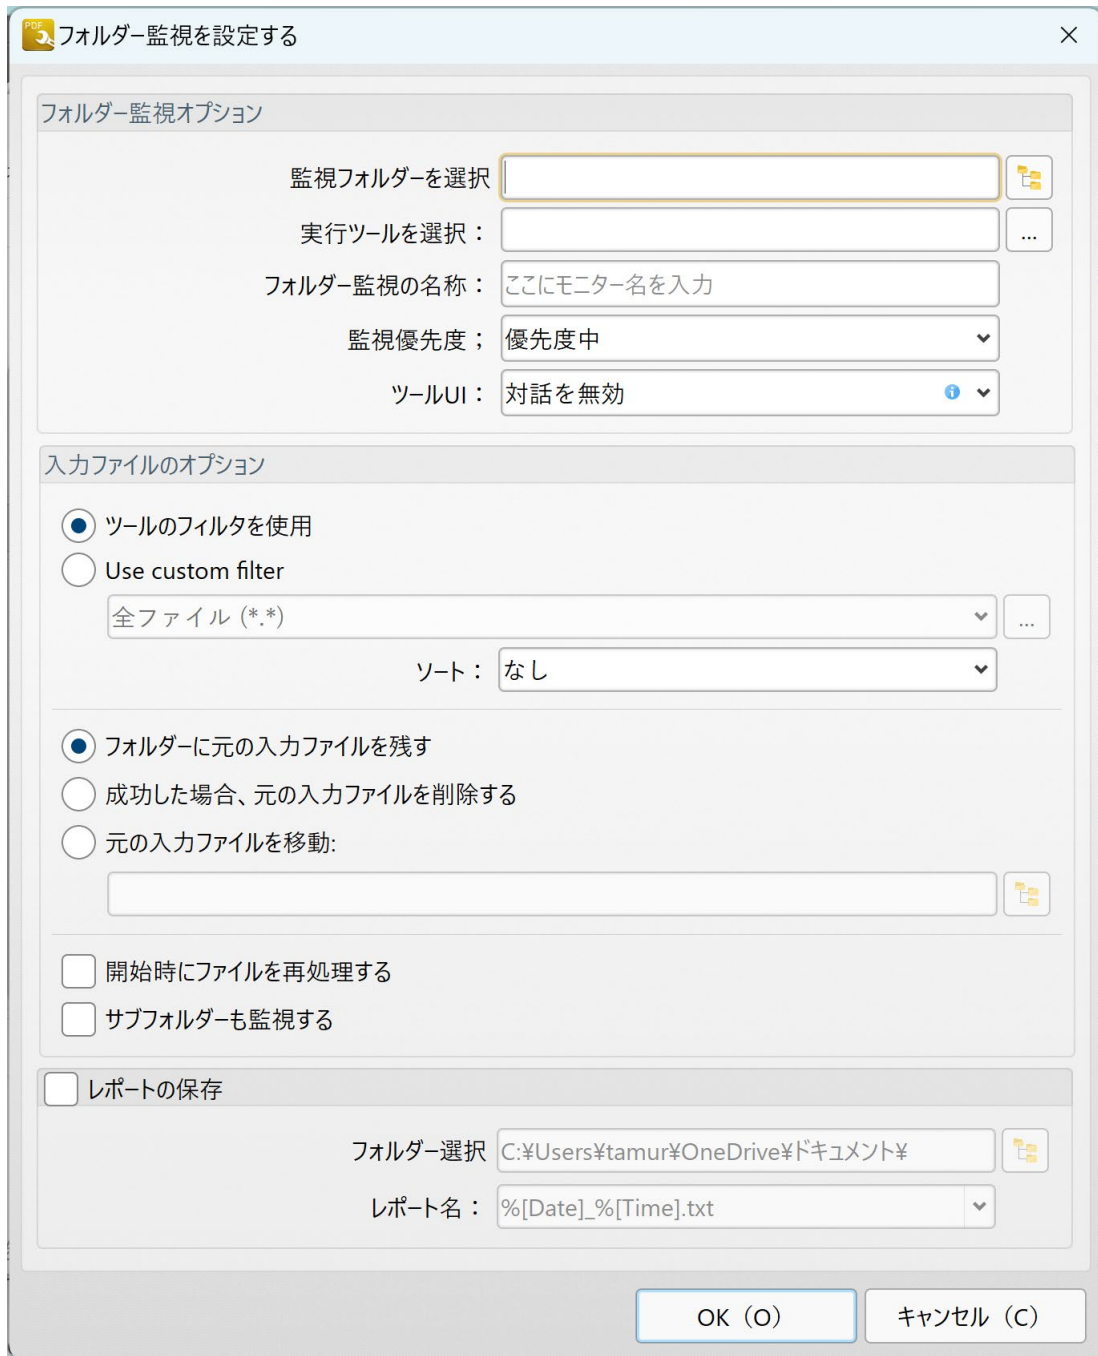 PDF
フォルダー監視を設定する
フォルダー監視オプション
監視フォルダーを選択
実行ツールを選択： ...
フォルダー監視の名称： ここにモニター名を入力
監視優先度； 優先度中
ツールUI： 対話を無効
入力ファイルのオプション
ツールのフィルタを使用
Use custom filter
全ファイル (*.*) ...
ソート： なし
フォルダーに元の入力ファイルを残す
成功した場合、元の入力ファイルを削除する
元の入力ファイルを移動:
開始時にファイルを再処理する
サブフォルダーも監視する
レポートの保存
フォルダー選択 C:¥Users¥tamur¥OneDrive¥ドキュメント¥
レポート名： %[Date]_%[Time].txt
OK（O） キャンセル（C）